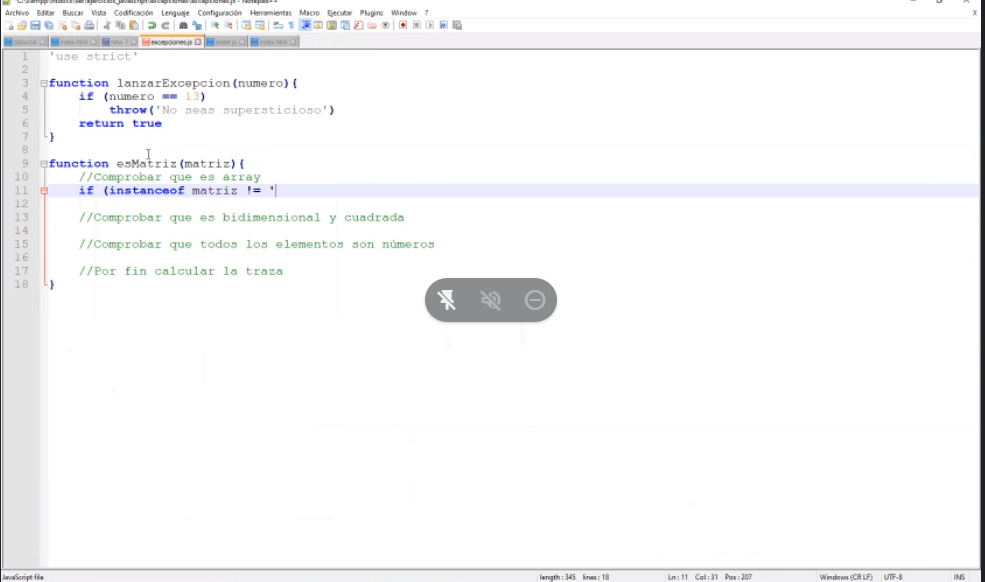 C:\xampp\htdocs\set\ejercicios_javascript\excepciones\excepciones.js - Notepad++
Archivo Editar Buscar Vista Codificación Lenguaje Configuración Herramientas Macro Ejecutar Plugins Window ? X
index.html new 1 excepciones.js index.html
1 'use strict'
2
3 function lanzarExcepcion(numero){
4 if (numero == 13)
5 throw('No seas supersticioso')
6 return true
7 }
8
9 function esMatriz(matriz){
10 //Comprobar que es array
11 if (instanceof matriz != '
12
13 //Comprobar que es bidimensional y cuadrada
14
15 //Comprobar que todos los elementos son números
16
17 //Por fin calcular la traza
18 }
JavaScript file length : 345 lines : 18 Ln : 11 Col : 31 Pos : 207 Windows (CR LF) UTF-8 INS